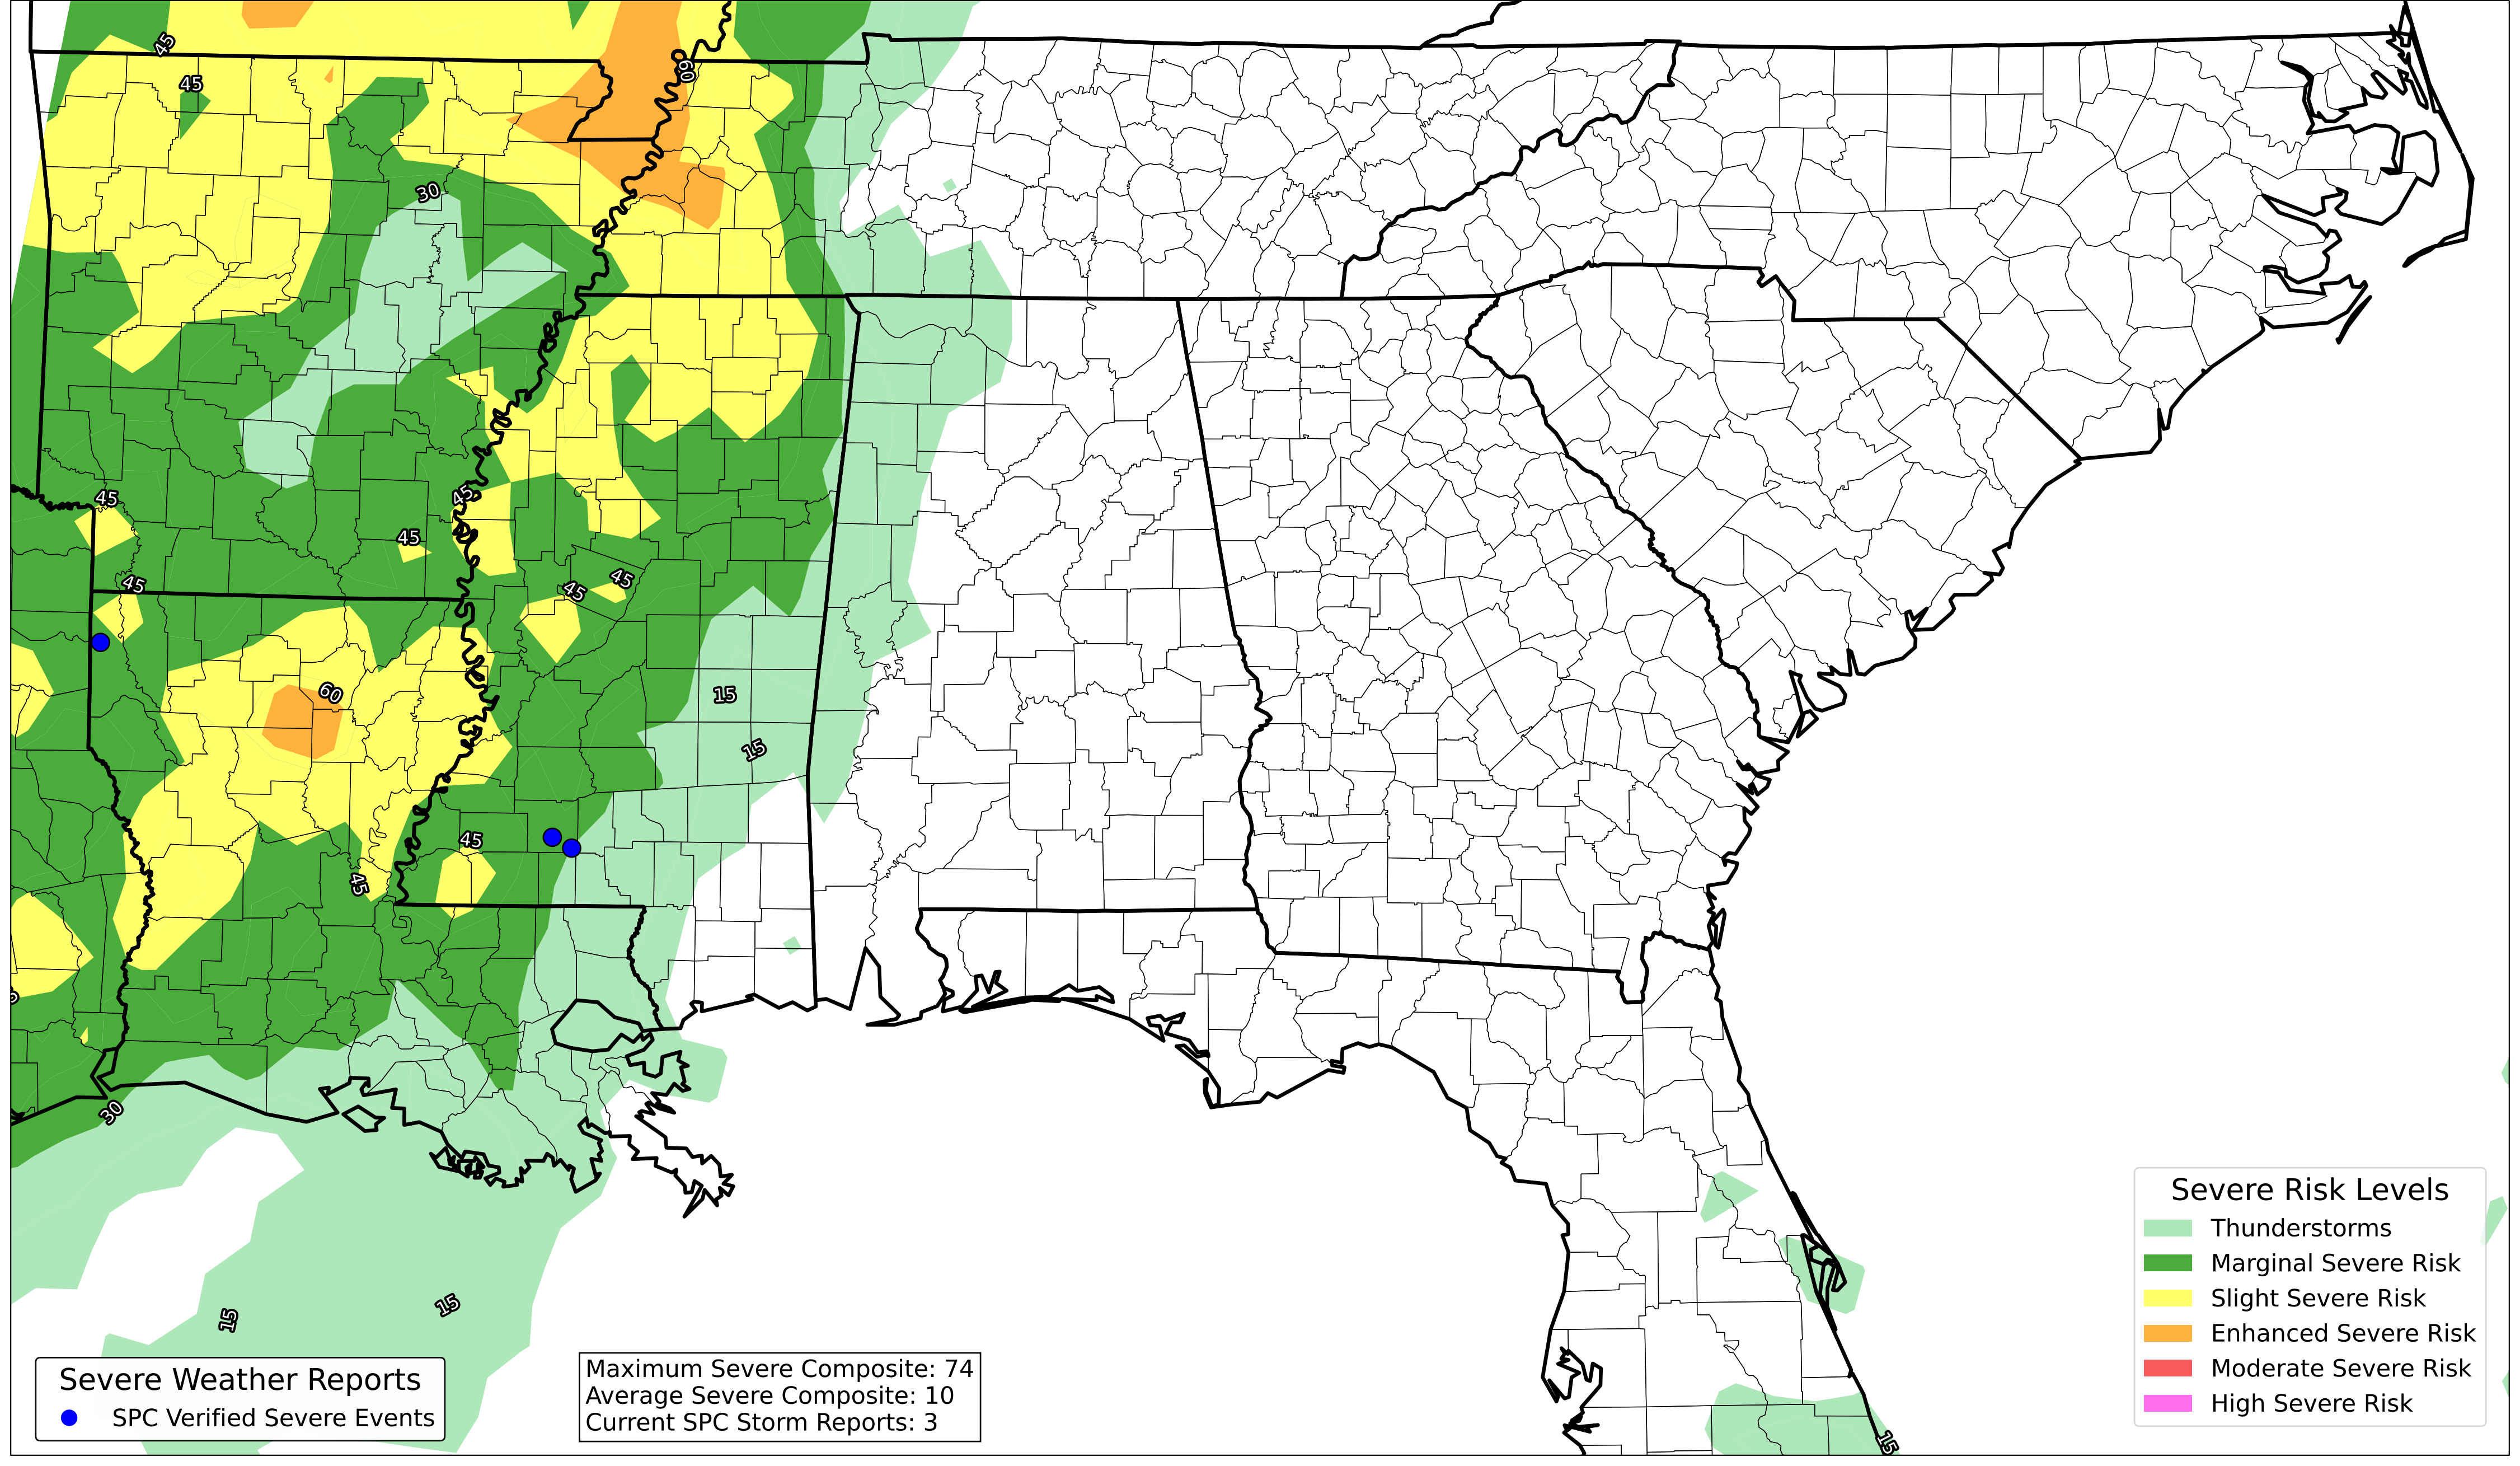 45
60
45
30
45
45
45
45
45
45
60
15
15
45
45
30
15
15
15
Severe Risk Levels
Thunderstorms
Marginal Severe Risk
Slight Severe Risk
Enhanced Severe Risk
Moderate Severe Risk
High Severe Risk
Severe Weather Reports
SPC Verified Severe Events
Maximum Severe Composite: 74
Average Severe Composite: 10
Current SPC Storm Reports: 3